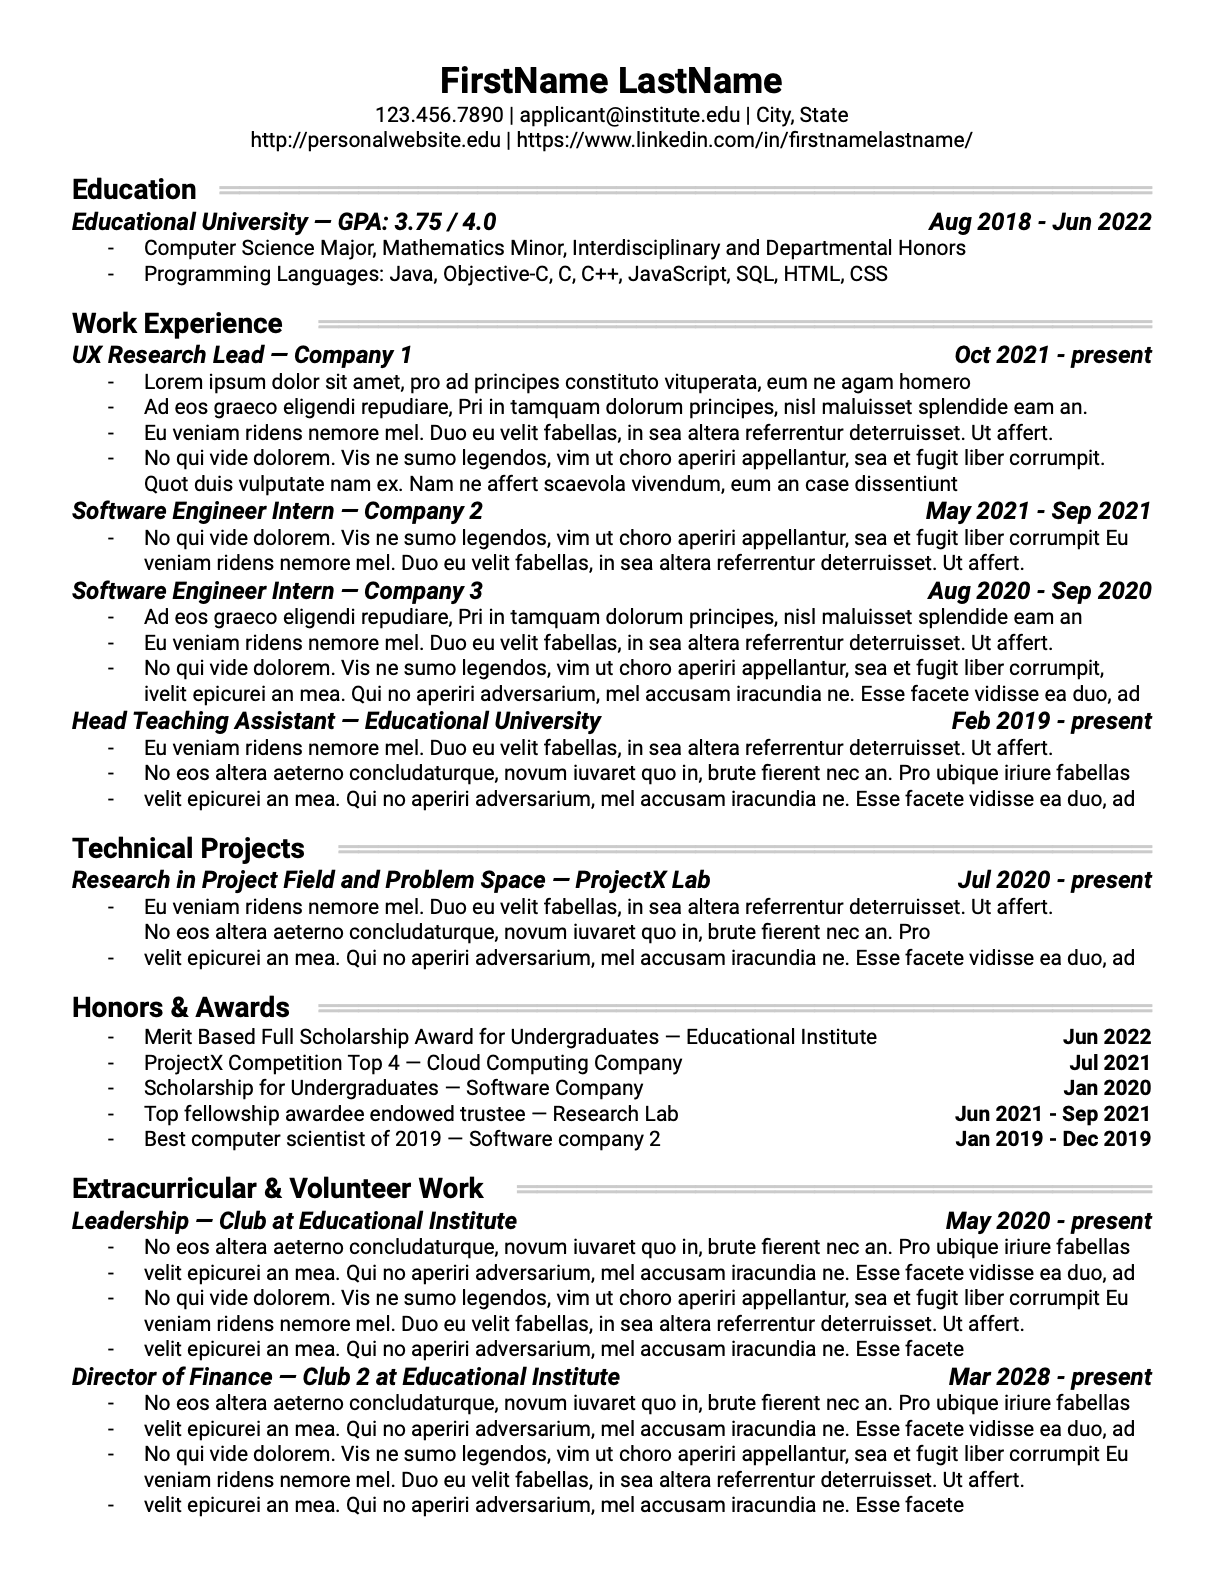 FirstName LastName
123.456.7890 | applicant@institute.edu | City, State
http://personalwebsite.edu | https://www.linkedin.com/in/firstnamelastname/
Education
Educational University — GPA: 3.75 / 4.0 Aug 2018 - Jun 2022
- Computer Science Major, Mathematics Minor, Interdisciplinary and Departmental Honors
- Programming Languages: Java, Objective-C, C, C++, JavaScript, SQL, HTML, CSS
Work Experience
UX Research Lead — Company 1 Oct 2021 - present
- Lorem ipsum dolor sit amet, pro ad principes constituto vituperata, eum ne agam homero
- Ad eos graeco eligendi repudiare, Pri in tamquam dolorum principes, nisl maluisset splendide eam an.
- Eu veniam ridens nemore mel. Duo eu velit fabellas, in sea altera referrentur deterruisset. Ut affert.
- No qui vide dolorem. Vis ne sumo legendos, vim ut choro aperiri appellantur, sea et fugit liber corrumpit.
Quot duis vulputate nam ex. Nam ne affert scaevola vivendum, eum an case dissentiunt
Software Engineer Intern — Company 2 May 2021 - Sep 2021
- No qui vide dolorem. Vis ne sumo legendos, vim ut choro aperiri appellantur, sea et fugit liber corrumpit Eu
veniam ridens nemore mel. Duo eu velit fabellas, in sea altera referrentur deterruisset. Ut affert.
Software Engineer Intern — Company 3 Aug 2020 - Sep 2020
- Ad eos graeco eligendi repudiare, Pri in tamquam dolorum principes, nisl maluisset splendide eam an
- Eu veniam ridens nemore mel. Duo eu velit fabellas, in sea altera referrentur deterruisset. Ut affert.
- No qui vide dolorem. Vis ne sumo legendos, vim ut choro aperiri appellantur, sea et fugit liber corrumpit,
ivelit epicurei an mea. Qui no aperiri adversarium, mel accusam iracundia ne. Esse facete vidisse ea duo, ad
Head Teaching Assistant — Educational University Feb 2019 - present
- Eu veniam ridens nemore mel. Duo eu velit fabellas, in sea altera referrentur deterruisset. Ut affert.
- No eos altera aeterno concludaturque, novum iuvaret quo in, brute fierent nec an. Pro ubique iriure fabellas
- velit epicurei an mea. Qui no aperiri adversarium, mel accusam iracundia ne. Esse facete vidisse ea duo, ad
Technical Projects
Research in Project Field and Problem Space — ProjectX Lab Jul 2020 - present
- Eu veniam ridens nemore mel. Duo eu velit fabellas, in sea altera referrentur deterruisset. Ut affert.
No eos altera aeterno concludaturque, novum iuvaret quo in, brute fierent nec an. Pro
- velit epicurei an mea. Qui no aperiri adversarium, mel accusam iracundia ne. Esse facete vidisse ea duo, ad
Honors & Awards
- Merit Based Full Scholarship Award for Undergraduates — Educational Institute Jun 2022
- ProjectX Competition Top 4 — Cloud Computing Company Jul 2021
- Scholarship for Undergraduates — Software Company Jan 2020
- Top fellowship awardee endowed trustee — Research Lab Jun 2021 - Sep 2021
- Best computer scientist of 2019 — Software company 2 Jan 2019 - Dec 2019
Extracurricular & Volunteer Work
Leadership — Club at Educational Institute May 2020 - present
- No eos altera aeterno concludaturque, novum iuvaret quo in, brute fierent nec an. Pro ubique iriure fabellas
- velit epicurei an mea. Qui no aperiri adversarium, mel accusam iracundia ne. Esse facete vidisse ea duo, ad
- No qui vide dolorem. Vis ne sumo legendos, vim ut choro aperiri appellantur, sea et fugit liber corrumpit Eu
veniam ridens nemore mel. Duo eu velit fabellas, in sea altera referrentur deterruisset. Ut affert.
- velit epicurei an mea. Qui no aperiri adversarium, mel accusam iracundia ne. Esse facete
Director of Finance — Club 2 at Educational Institute Mar 2028 - present
- No eos altera aeterno concludaturque, novum iuvaret quo in, brute fierent nec an. Pro ubique iriure fabellas
- velit epicurei an mea. Qui no aperiri adversarium, mel accusam iracundia ne. Esse facete vidisse ea duo, ad
- No qui vide dolorem. Vis ne sumo legendos, vim ut choro aperiri appellantur, sea et fugit liber corrumpit Eu
veniam ridens nemore mel. Duo eu velit fabellas, in sea altera referrentur deterruisset. Ut affert.
- velit epicurei an mea. Qui no aperiri adversarium, mel accusam iracundia ne. Esse facete